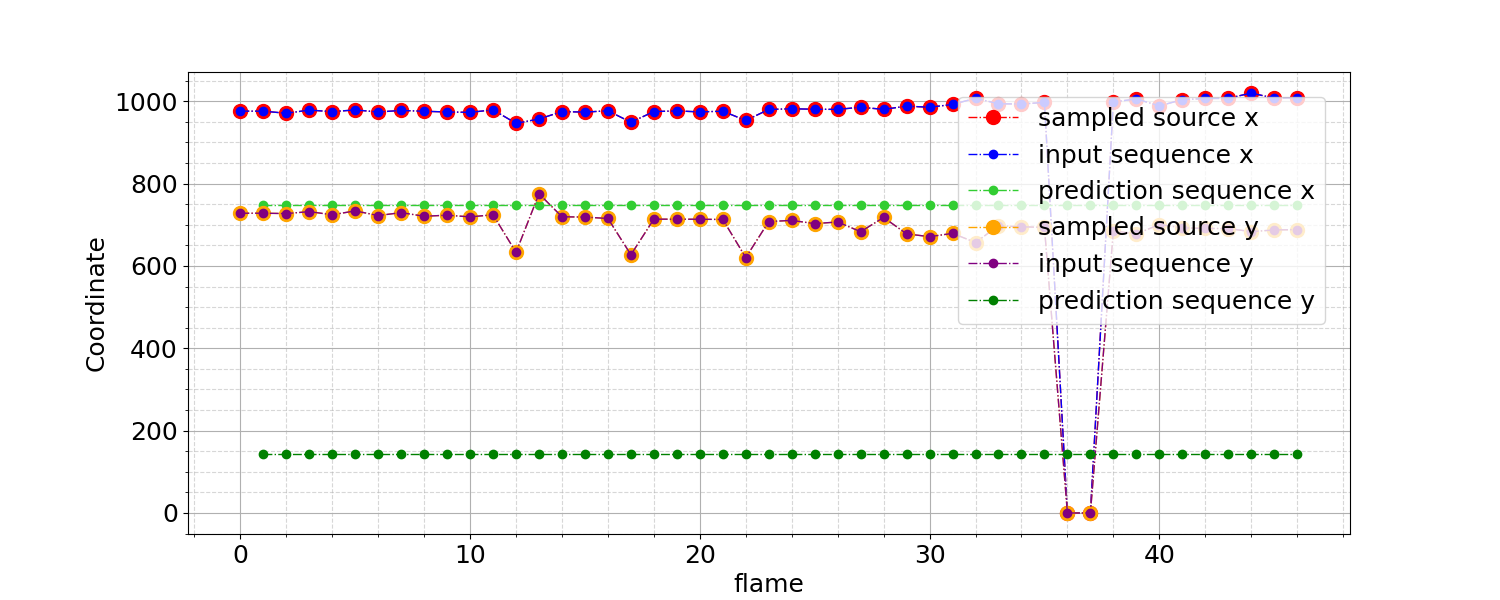 1000
800
600
400
200
0
Coordinate
0 10 20 30 40
flame
sampled source x
input sequence x
prediction sequence x
sampled source y
input sequence y
prediction sequence y